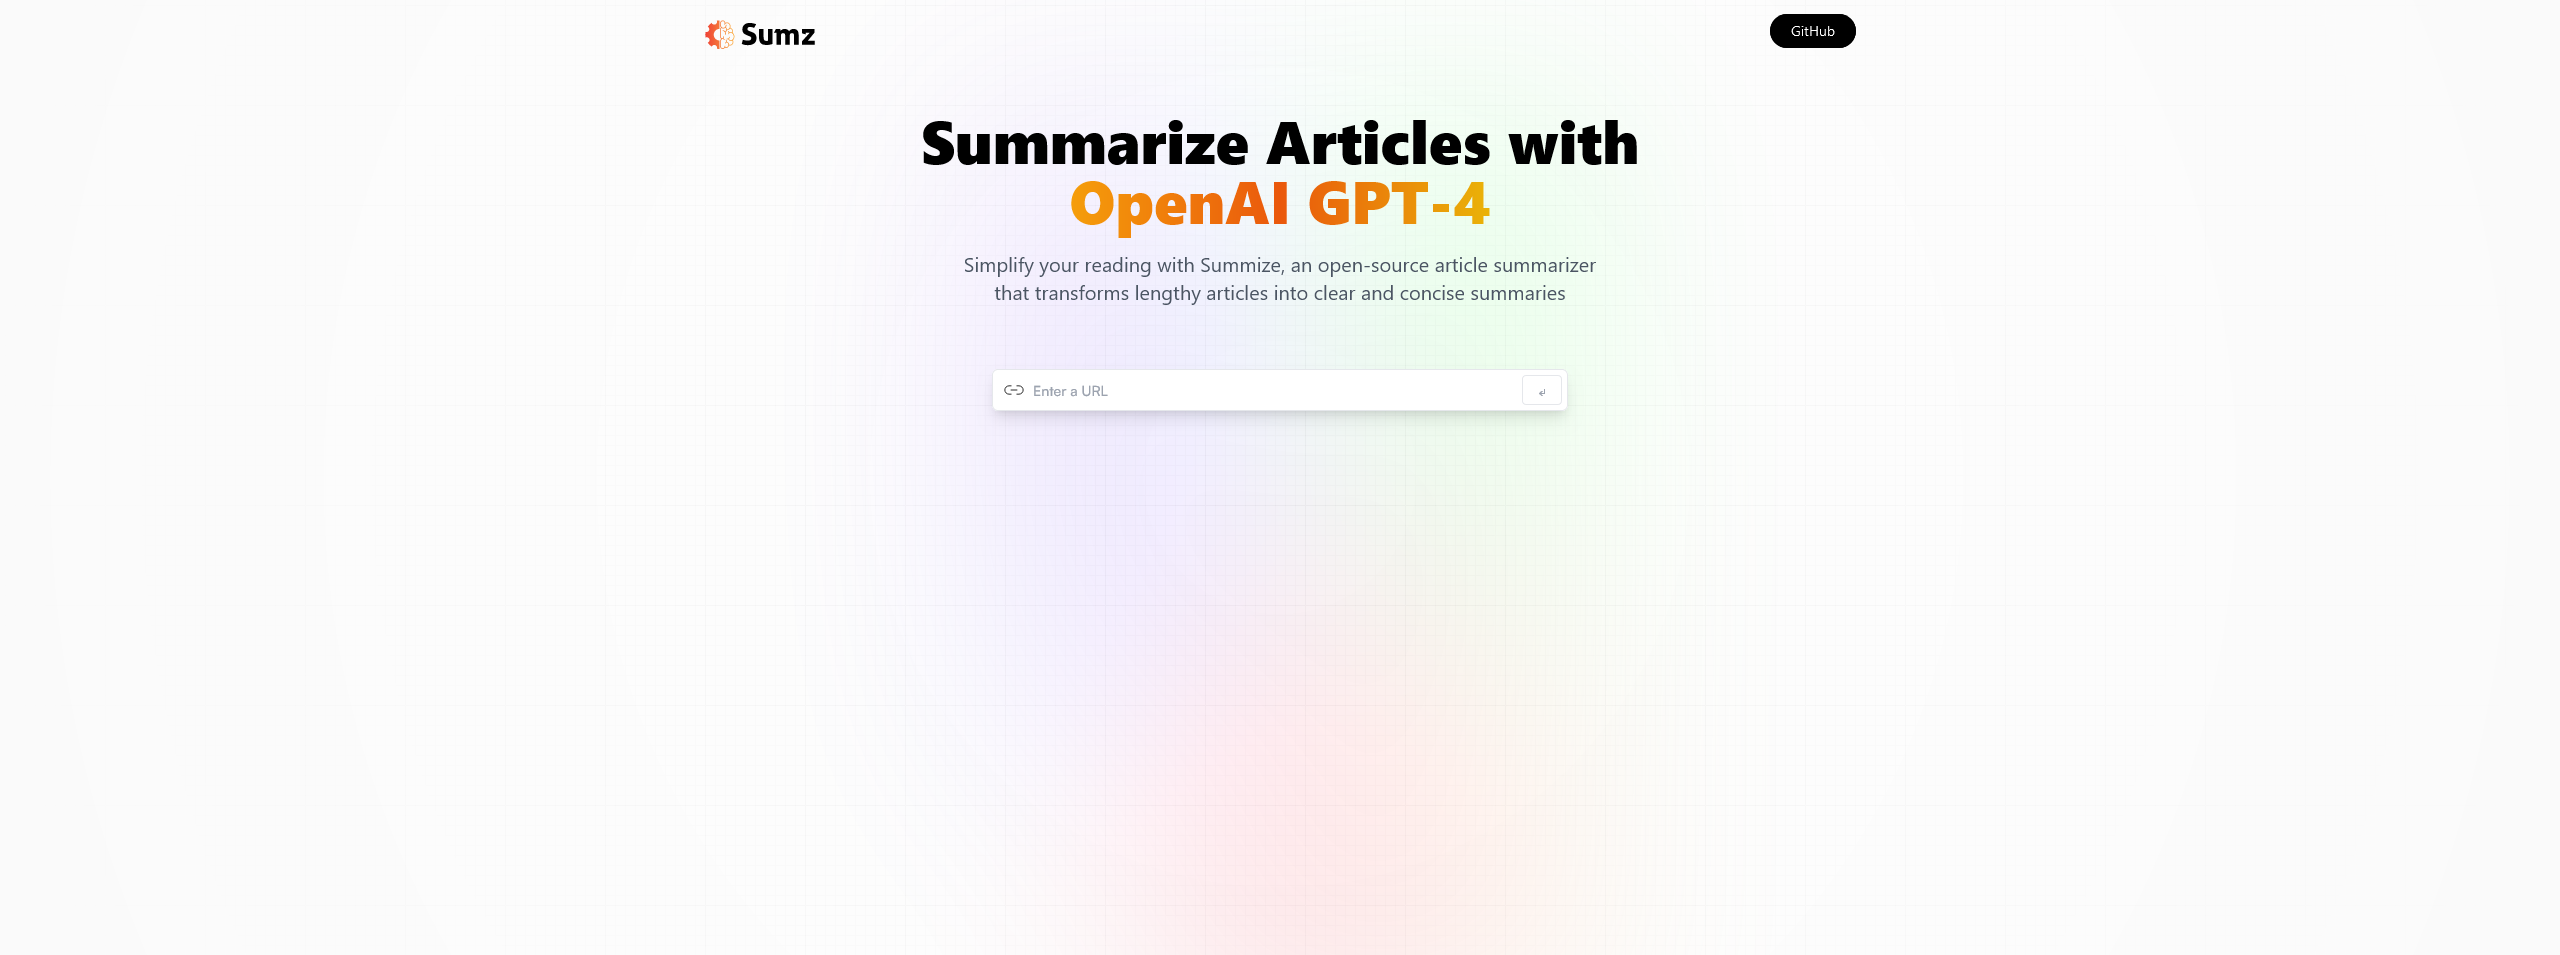 Sumz
GitHub
Summarize Articles with
OpenAI GPT-4
Simplify your reading with Summize, an open-source article summarizer
that transforms lengthy articles into clear and concise summaries
Enter a URL
↵